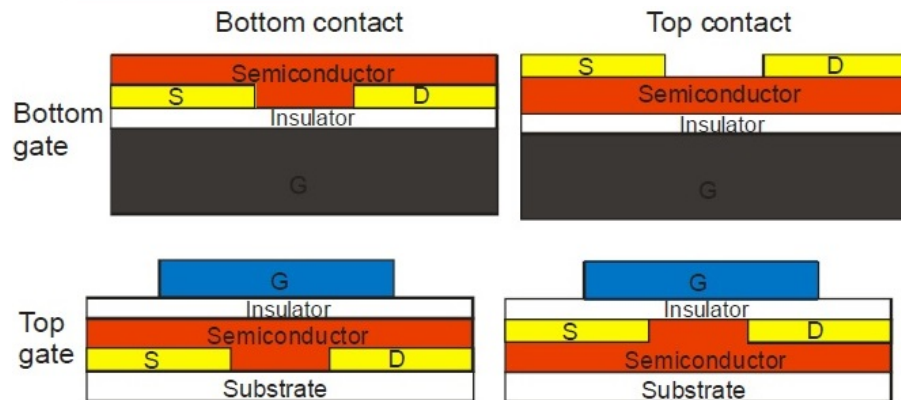 Bottom contact
Top contact
Bottom
gate
Semiconductor
S
D
Insulator
G
S
D
Semiconductor
Insulator
G
Top
gate
G
Insulator
Semiconductor
S
D
Substrate
G
Insulator
S
D
Semiconductor
Substrate